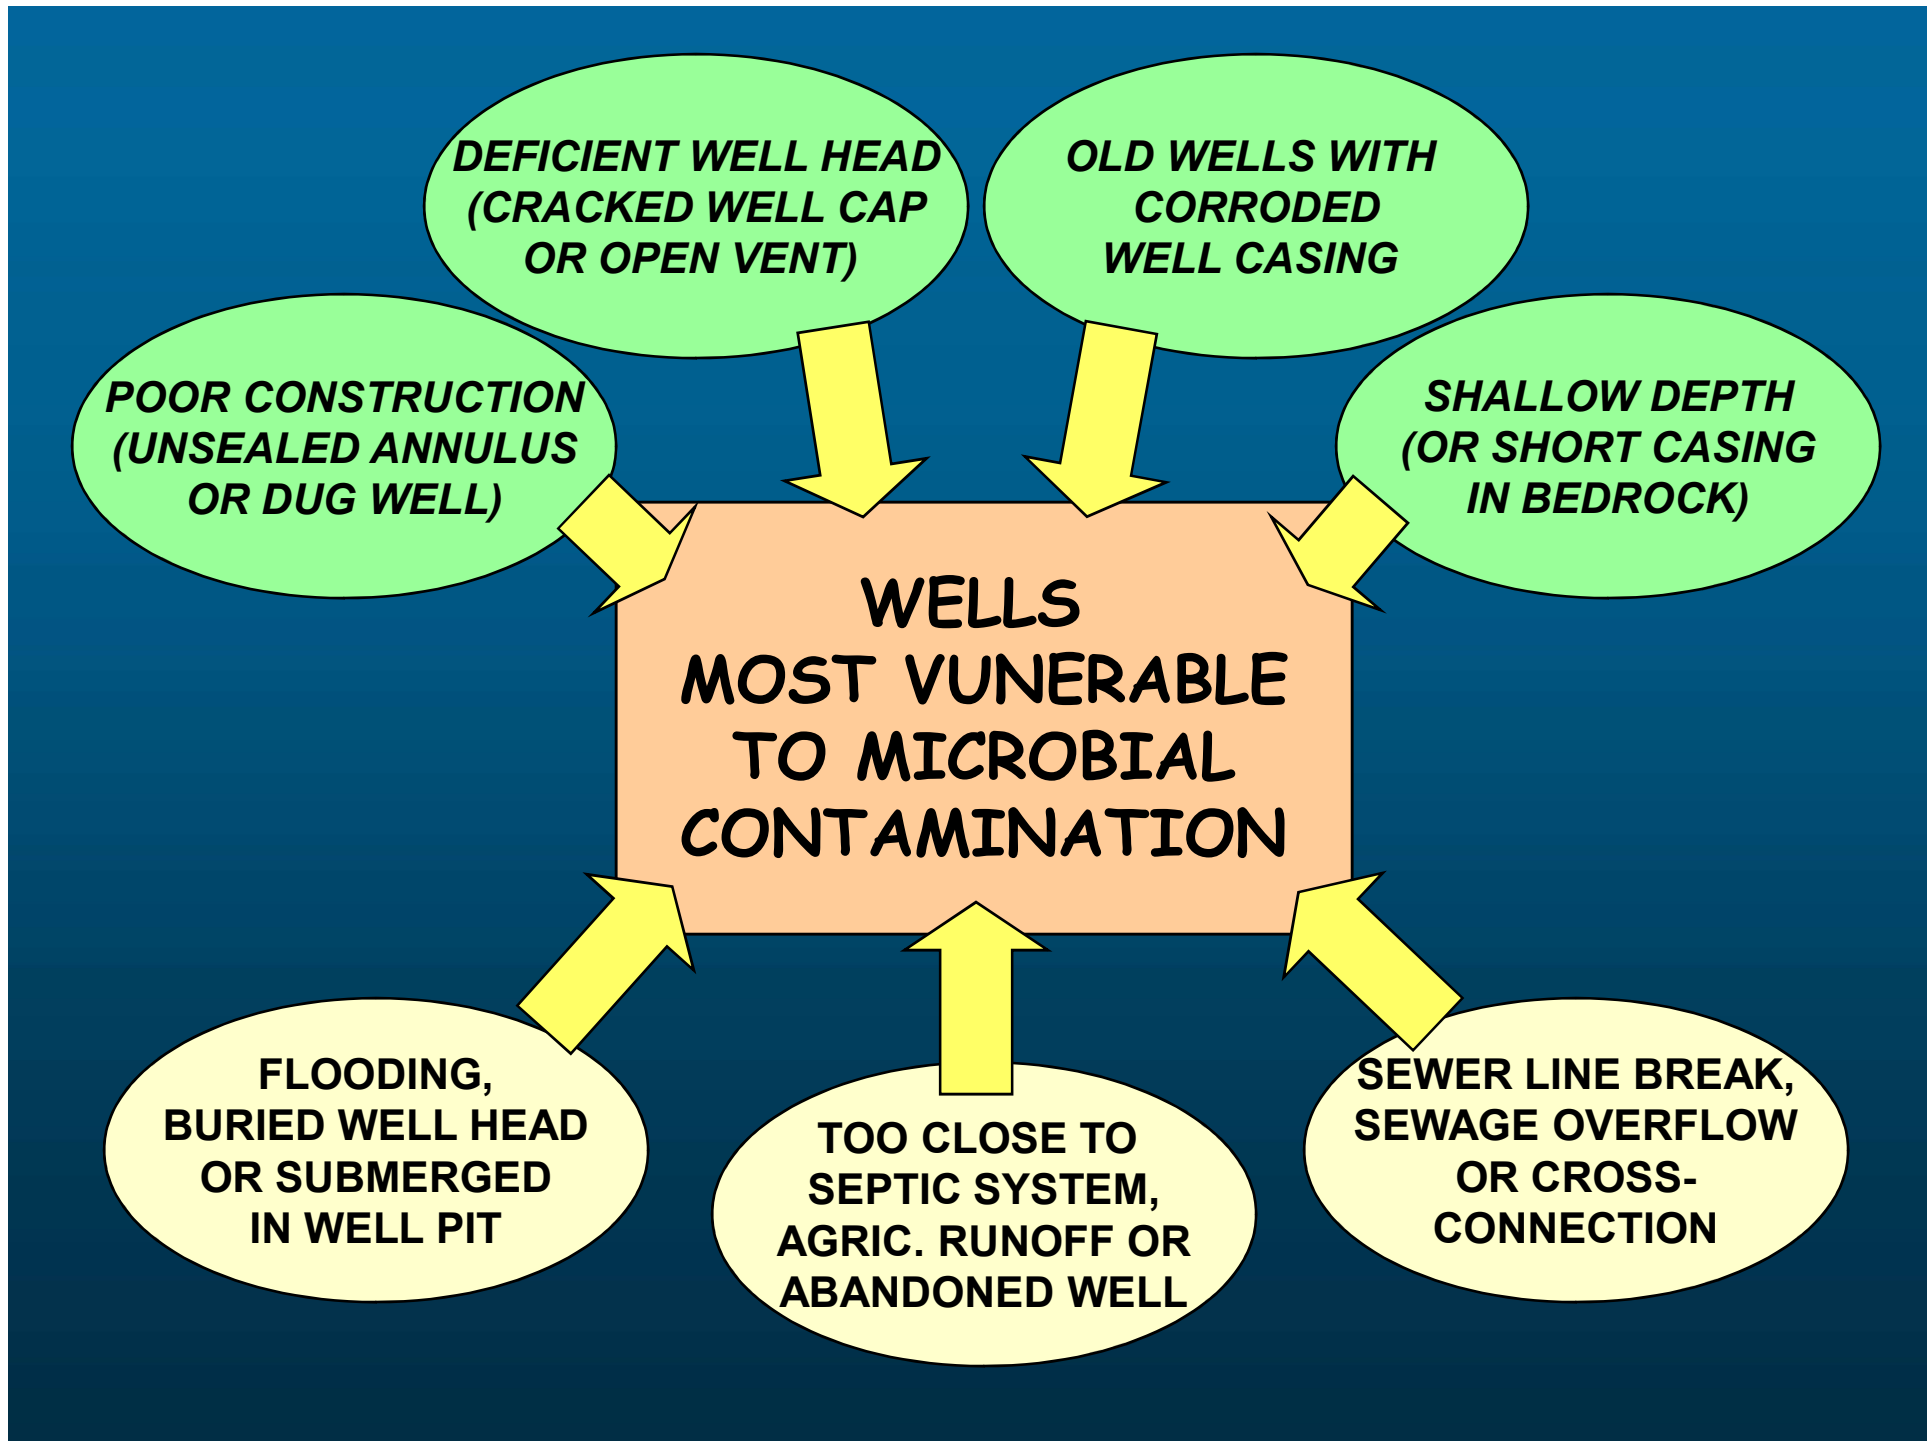 DEFICIENT WELL HEAD
(CRACKED WELL CAP
OR OPEN VENT)
OLD WELLS WITH
CORRODED
WELL CASING
POOR CONSTRUCTION
(UNSEALED ANNULUS
OR DUG WELL)
SHALLOW DEPTH
(OR SHORT CASING
IN BEDROCK)
WELLS
MOST VUNERABLE
TO MICROBIAL
CONTAMINATION
FLOODING,
BURIED WELL HEAD
OR SUBMERGED
IN WELL PIT
TOO CLOSE TO
SEPTIC SYSTEM,
AGRIC. RUNOFF OR
ABANDONED WELL
SEWER LINE BREAK,
SEWAGE OVERFLOW
OR CROSS-
CONNECTION